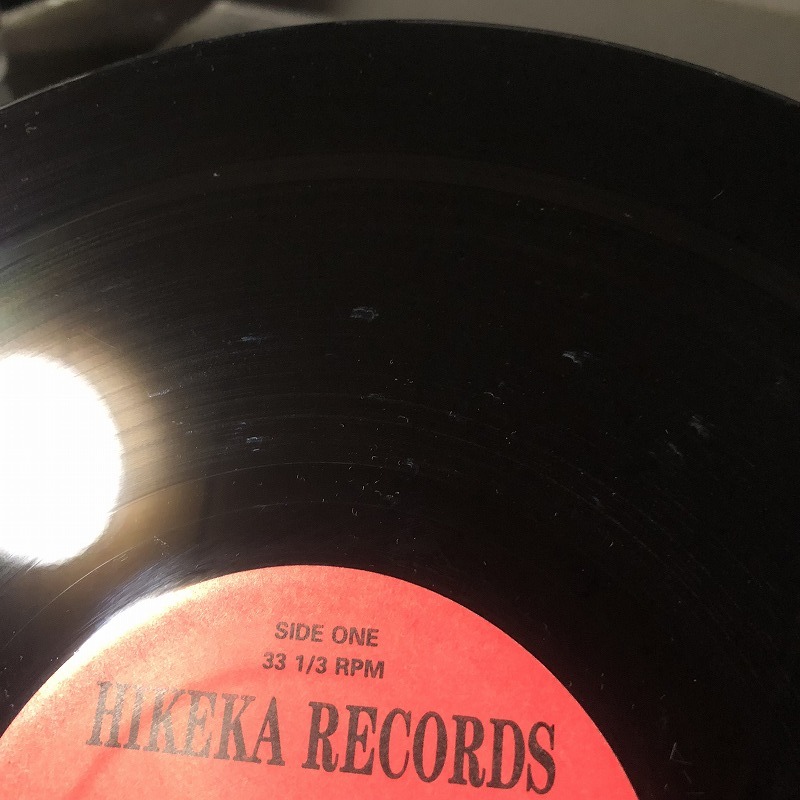 SIDE ONE
33 1/3 RPM
HIKEKA RECORDS